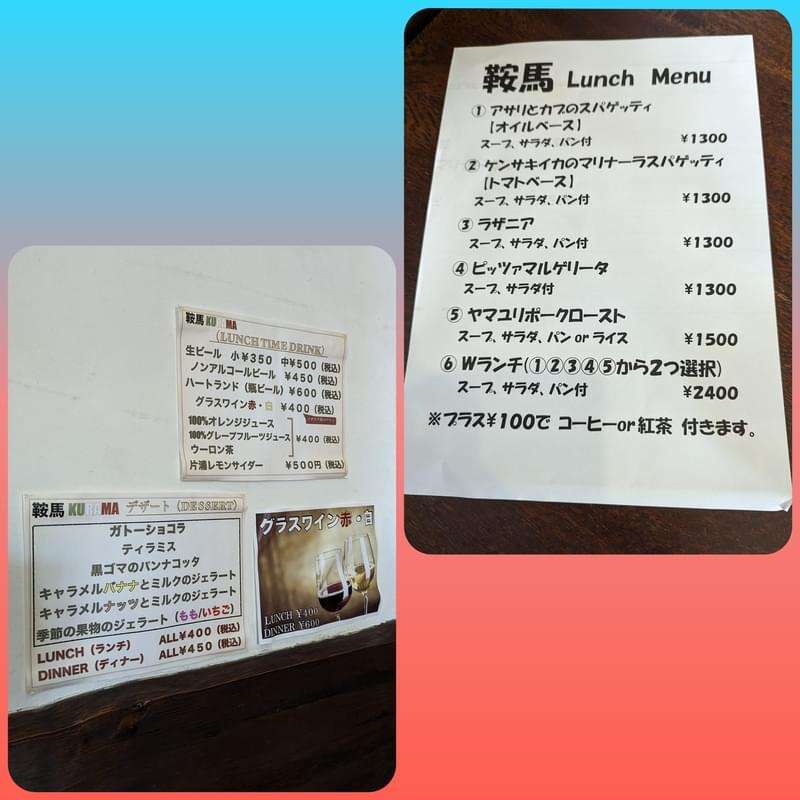 鞍馬 Lunch Menu
① アサリとカブのスパゲッティ
【オイルベース】
スープ、サラダ、パン付 ¥1300
② ケンサキイカのマリナーラスパゲッティ
【トマトベース】
スープ、サラダ、パン付 ¥1300
③ ラザニア
スープ、サラダ、パン付 ¥1300
④ ピッツァマルゲリータ
スープ、サラダ付 ¥1300
⑤ ヤマユリポークロースト
スープ、サラダ、パン or ライス ¥1500
⑥ Wランチ(①②③④⑤から2つ選択)
スープ、サラダ、パン付 ¥2400
※プラス¥100で コーヒーor紅茶 付きます。
鞍馬 KURAMA
(LUNCH TIME DRINK)
生ビール 小¥350 中¥500(税込)
ノンアルコールビール ¥450(税込)
ハートランド(瓶ビール)¥600(税込)
グラスワイン赤・白 ¥400(税込)
100%オレンジジュース
100%グレープフルーツジュース ¥400(税込)
ウーロン茶
片瀬レモンサイダー ¥500円(税込)
鞍馬 KURAMA デザート (DESSERT)
ガトーショコラ
ティラミス
黒ゴマのパンナコッタ
キャラメルバナナとミルクのジェラート
キャラメルナッツとミルクのジェラート
季節の果物のジェラート(もも/いちご)
LUNCH(ランチ) ALL¥400(税込)
DINNER(ディナー) ALL¥450(税込)
グラスワイン赤・白
LUNCH ¥400
DINNER ¥600